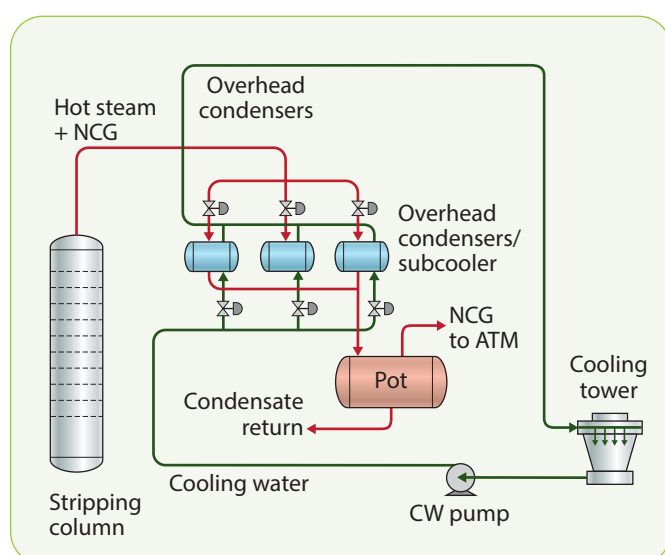 Hot steam
+ NCG
Overhead
condensers
Overhead
condensers/
subcooler
NCG
to ATM
Pot
Cooling
tower
Condensate
return
Cooling water
CW pump
Stripping
column